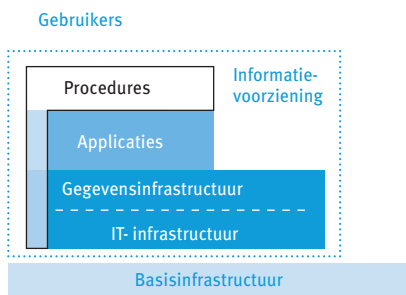 Gebruikers
Procedures
Informatie-
voorziening
Applicaties
Gegevensinfrastructuur
IT- infrastructuur
Basisinfrastructuur